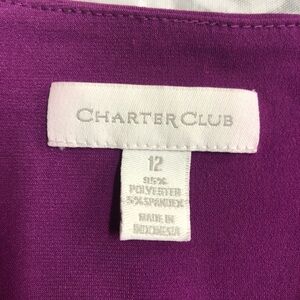 CHARTER CLUB
12
95%
POLYESTER
5% SPANDEX
MADE IN
INDONESIA